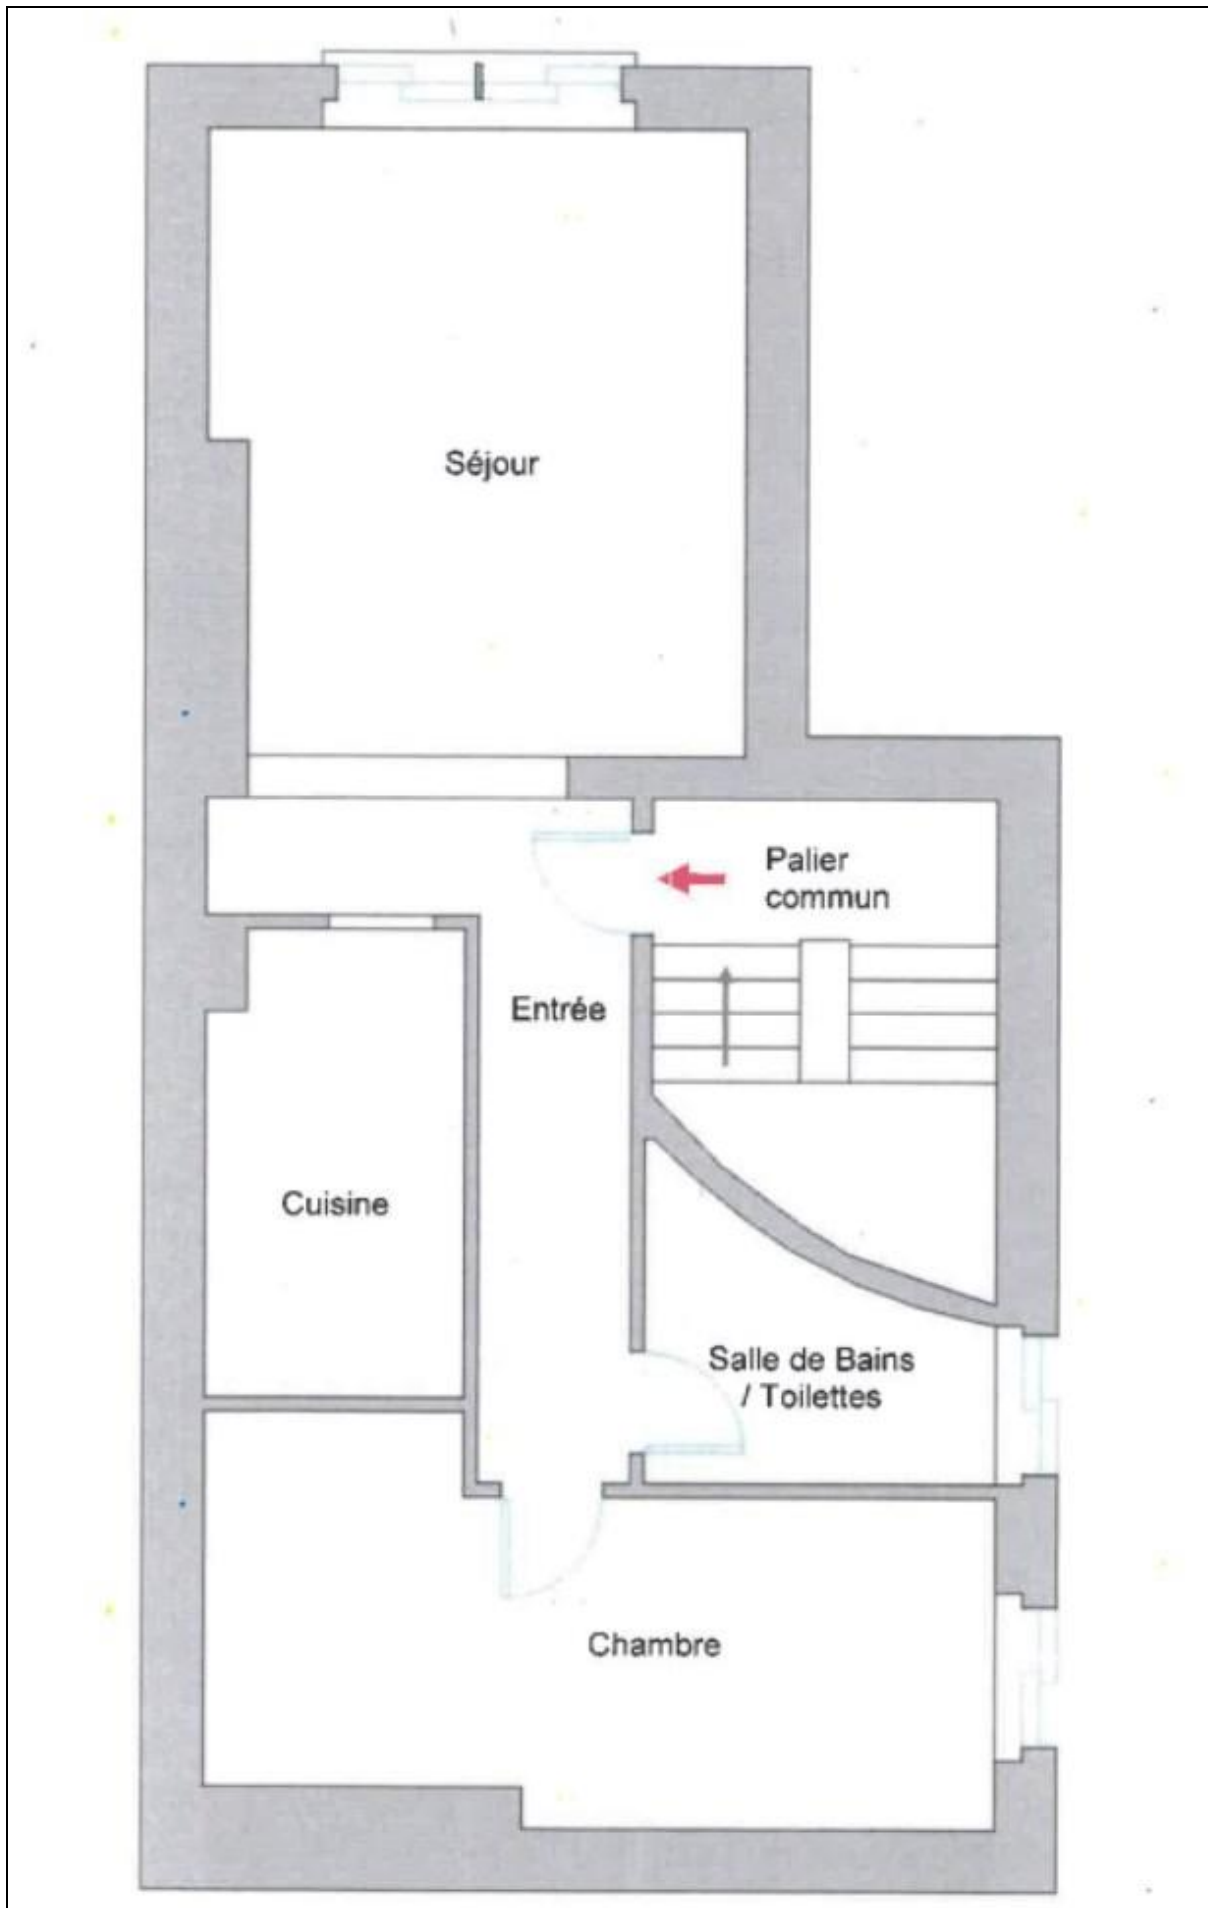 Séjour
Palier
commun
Entrée
Cuisine
Salle de Bains
/ Toilettes
Chambre